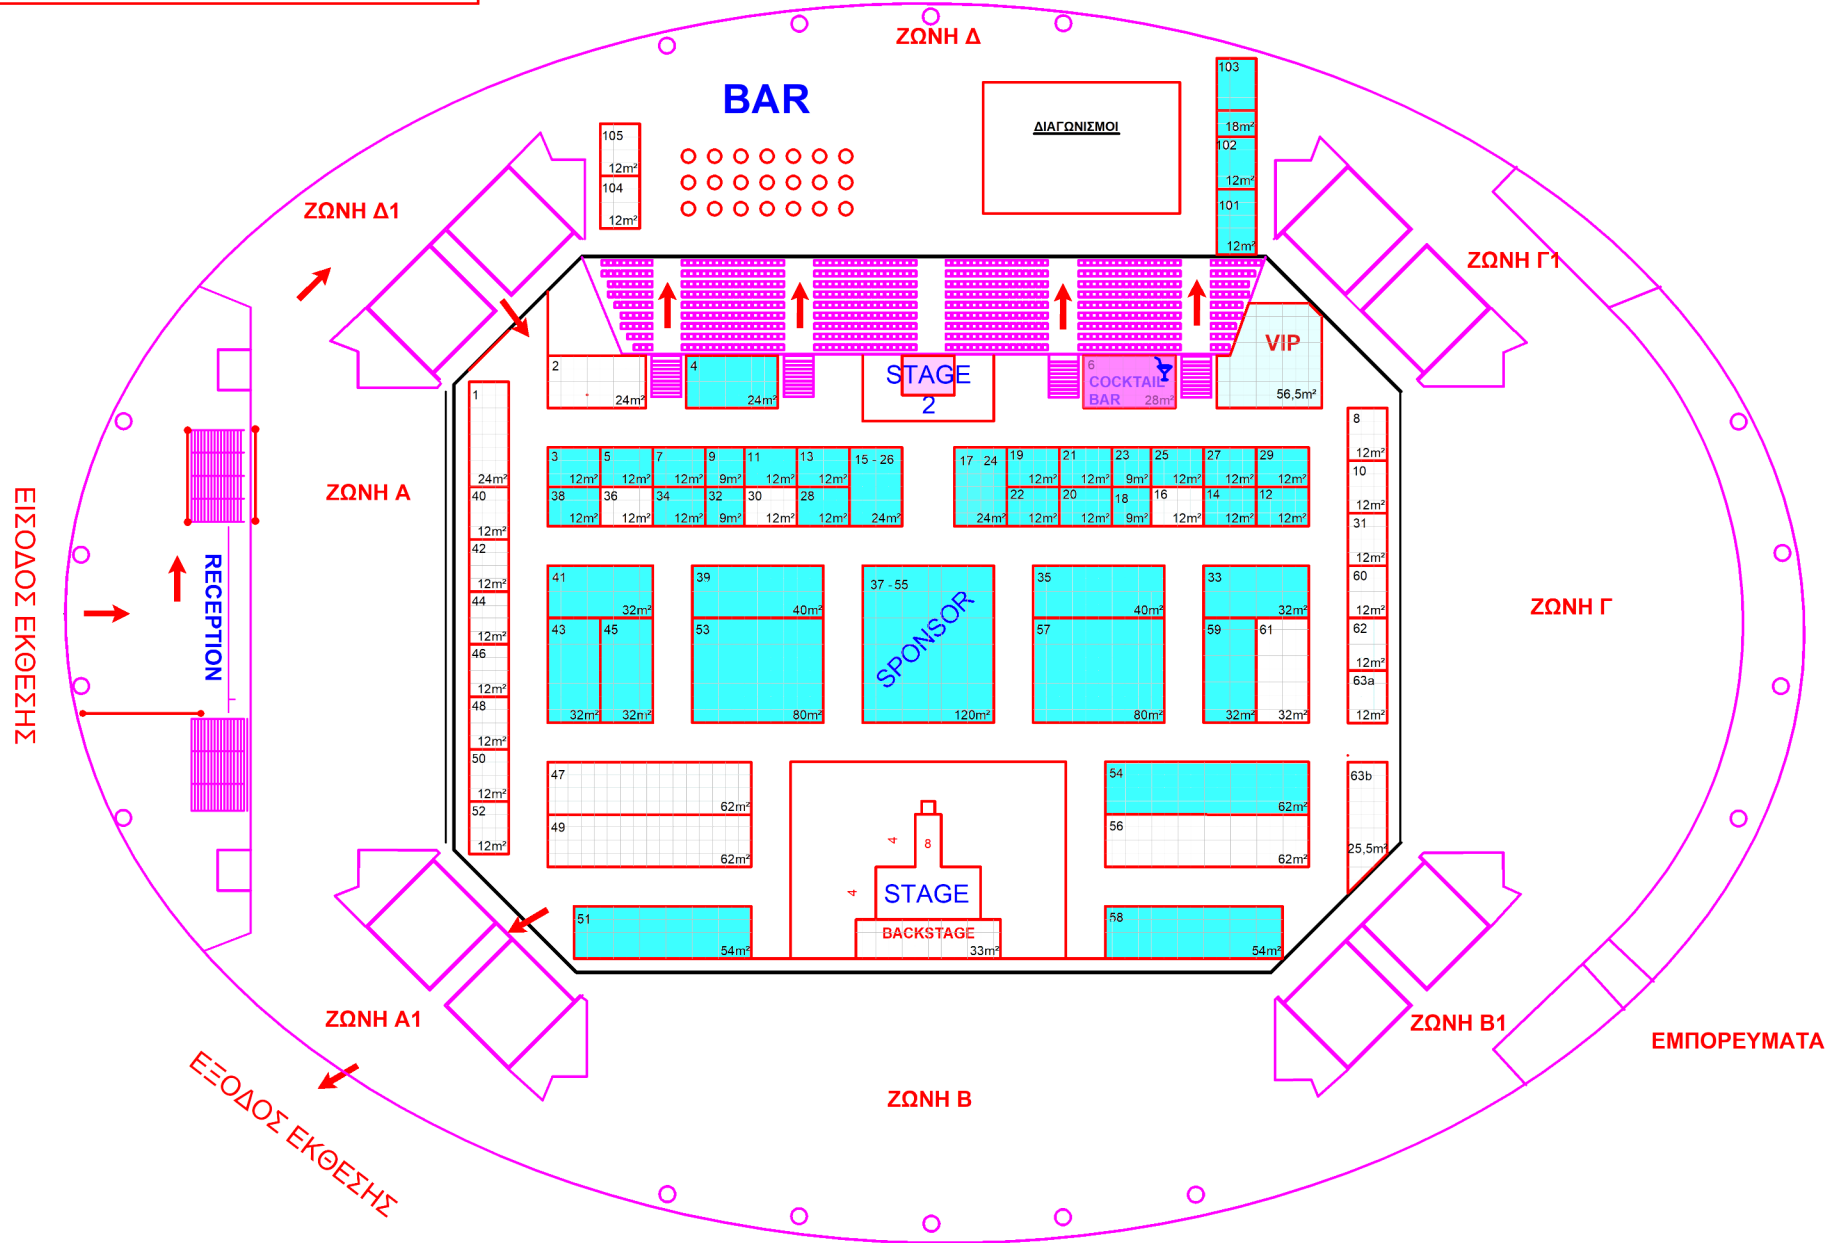 ΖΩΝΗ Δ
BAR
103
18m²
102
12m²
101
12m²
ΔΙΑΓΩΝΙΣΜΟΙ
105
12m²
104
12m²
ΖΩΝΗ Δ1
ΖΩΝΗ Γ1
VIP
56,5m²
2
24m²
4
24m²
STAGE
2
6
COCKTAIL
BAR 28m²
1
24m²
40
12m²
42
12m²
44
12m²
46
12m²
48
12m²
50
12m²
52
12m²
3
12m²
5
12m²
7
12m²
9
9m²
11
12m²
13
12m²
15 - 26
24m²
38
12m²
36
12m²
34
12m²
32
9m²
30
12m²
28
12m²
17 24
24m²
19
12m²
21
12m²
23
9m²
25
12m²
27
12m²
29
12m²
22
12m²
20
12m²
18
9m²
16
12m²
14
12m²
12
12m²
8
12m²
10
12m²
31
12m²
60
12m²
62
12m²
63a
12m²
63b
25,5m²
ΖΩΝΗ Α
ΕΙΣΟΔΟΣ ΕΚΘΕΣΗΣ
RECEPTION
41
32m²
43
32m²
45
32m²
39
40m²
53
80m²
37 - 55
SPONSOR
120m²
35
40m²
57
80m²
33
32m²
59
32m²
61
32m²
ΖΩΝΗ Γ
47
62m²
49
62m²
54
62m²
56
62m²
4
8
4
STAGE
BACKSTAGE
33m²
51
54m²
58
54m²
ΖΩΝΗ Α1
ΖΩΝΗ Β1
ΕΜΠΟΡΕΥΜΑΤΑ
ΕΞΟΔΟΣ ΕΚΘΕΣΗΣ
ΖΩΝΗ Β